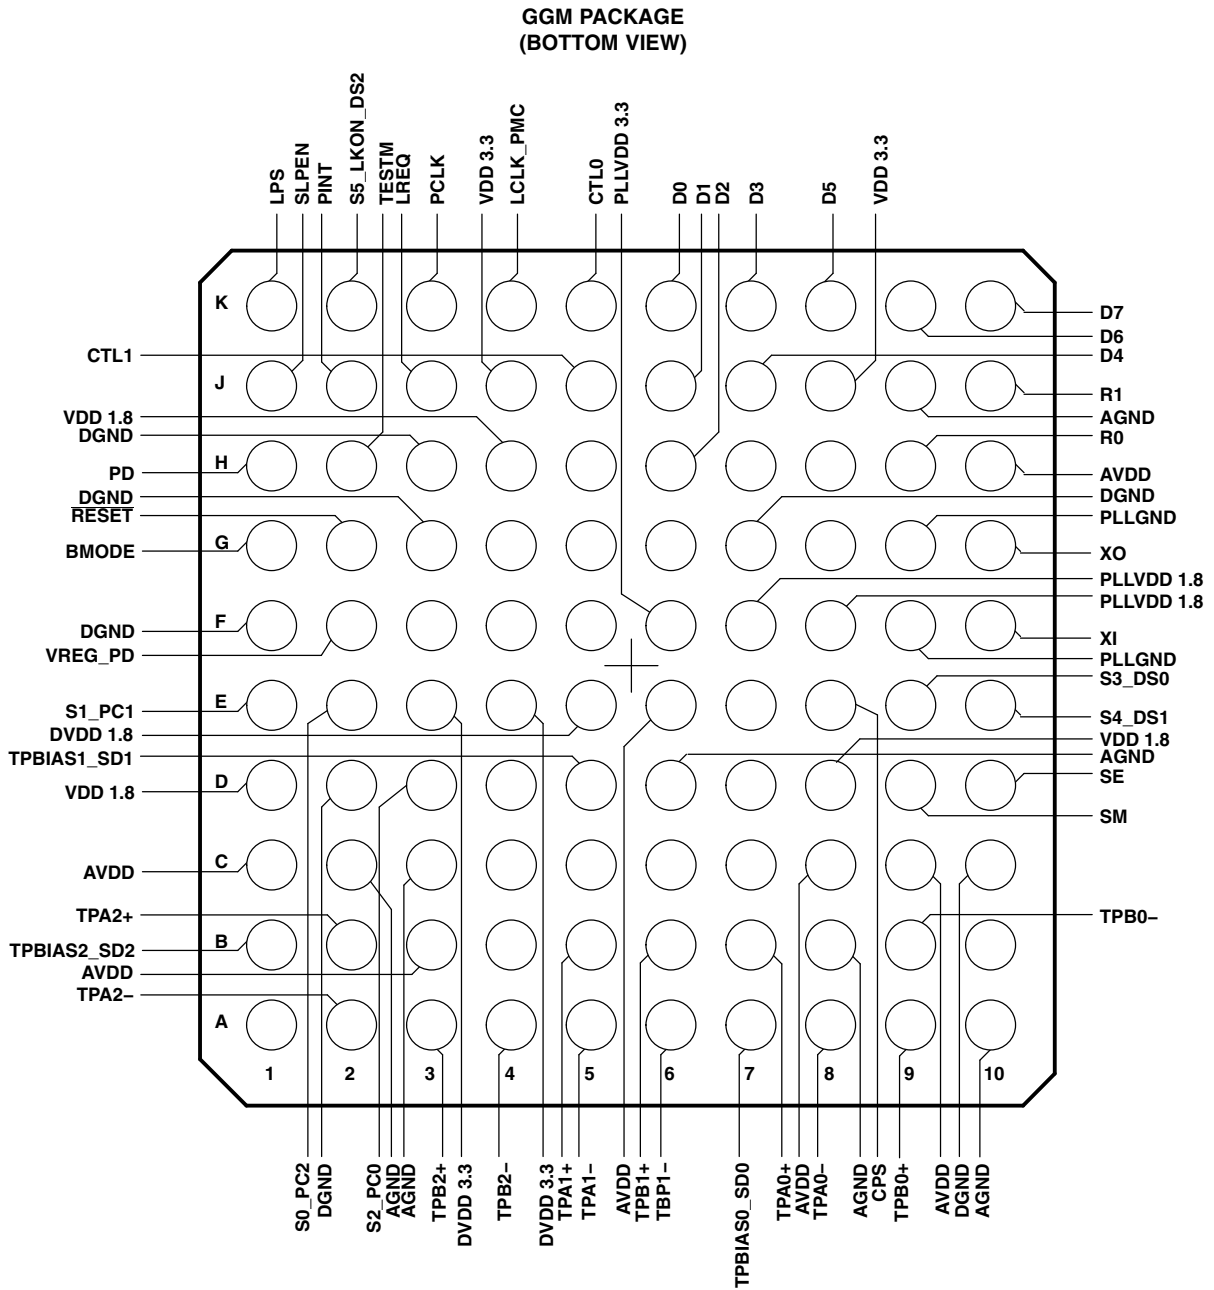 GGM PACKAGE
(BOTTOM VIEW)
LPS
SLPEN
PINT
S5_LKON_DS2
TESTM
LREQ
PCLK
VDD 3.3
LCLK_PMC
CTL0
PLLVDD 3.3
D0
D1
D2
D3
D5
VDD 3.3
K
J
H
G
F
E
D
C
B
A
1
2
3
4
5
6
7
8
9
10
CTL1
VDD 1.8
DGND
PD
DGND
RESET
BMODE
DGND
VREG_PD
S1_PC1
DVDD 1.8
TPBIAS1_SD1
VDD 1.8
AVDD
TPA2+
TPBIAS2_SD2
AVDD
TPA2−
D7
D6
D4
R1
AGND
R0
AVDD
DGND
PLLGND
XO
PLLVDD 1.8
PLLVDD 1.8
XI
PLLGND
S3_DS0
S4_DS1
VDD 1.8
AGND
SE
SM
TPB0−
S0_PC2
DGND
S2_PC0
AGND
AGND
TPB2+
DVDD 3.3
TPB2−
DVDD 3.3
TPA1+
TPA1−
AVDD
TPB1+
TBP1−
TPBIAS0_SD0
TPA0+
AVDD
TPA0−
AGND
CPS
TPB0+
AVDD
DGND
AGND